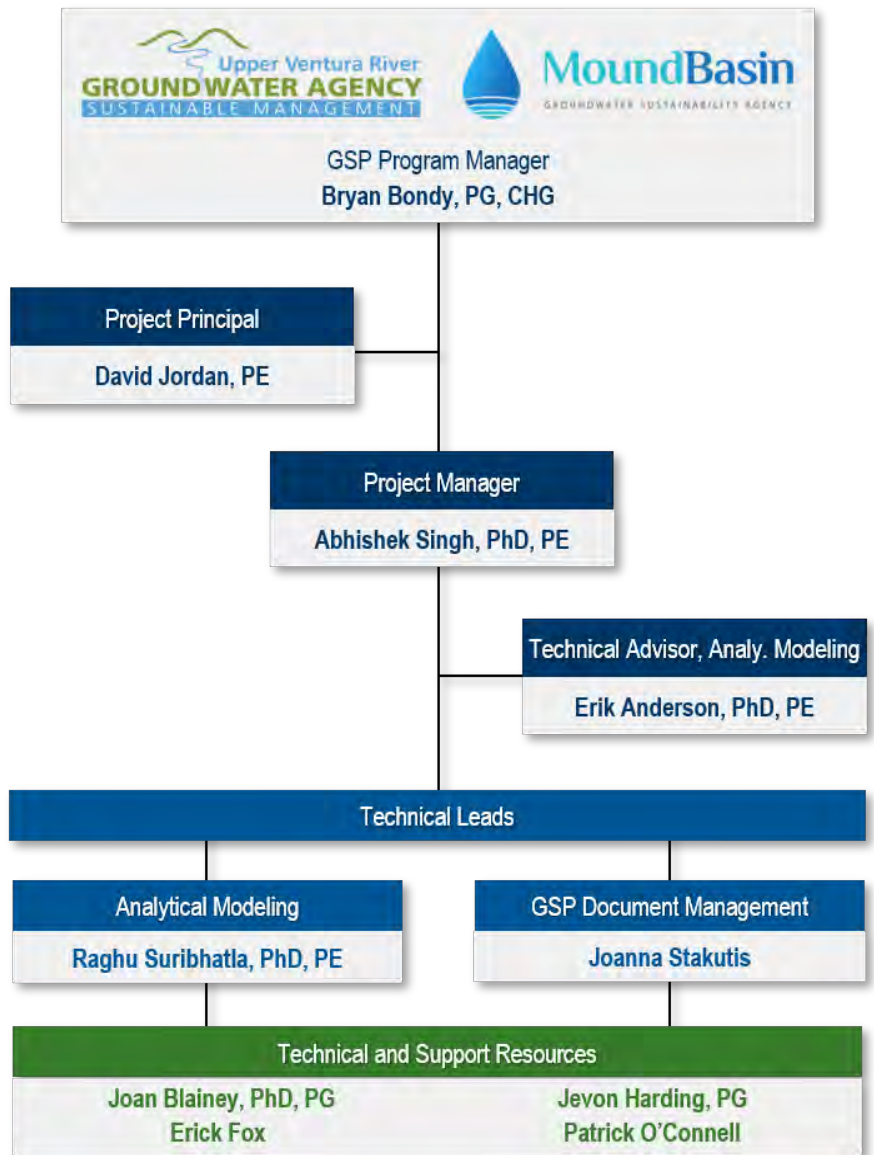 Upper Ventura River
GROUNDWATER AGENCY
SUSTAINABLE MANAGEMENT
MoundBasin
GROUNDWATER SUSTAINABILITY AGENCY
GSP Program Manager
Bryan Bondy, PG, CHG
Project Principal
David Jordan, PE
Project Manager
Abhishek Singh, PhD, PE
Technical Advisor, Analy. Modeling
Erik Anderson, PhD, PE
Technical Leads
Analytical Modeling
Raghu Suribhatla, PhD, PE
GSP Document Management
Joanna Stakutis
Technical and Support Resources
Joan Blainey, PhD, PG
Erick Fox
Jevon Harding, PG
Patrick O’Connell